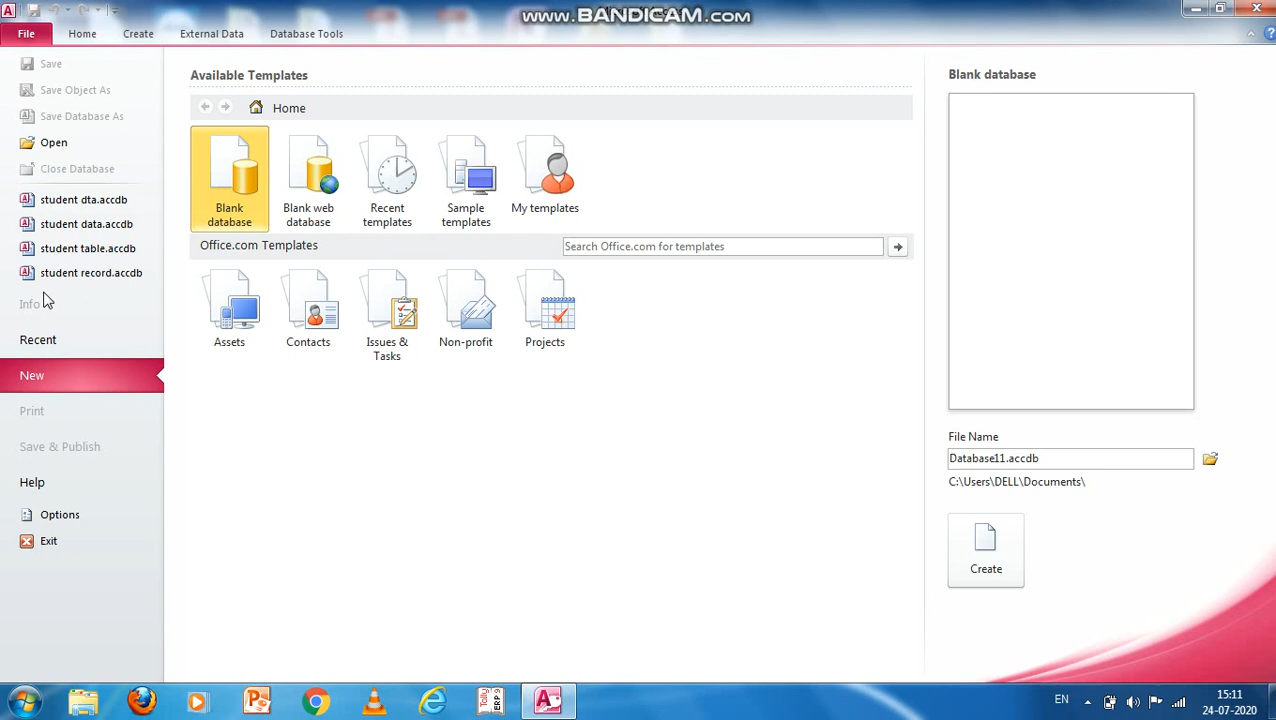 www.BANDICAM.com
File Home Create External Data Database Tools
Save
Save Object As
Save Database As
Open
Close Database
student dta.accdb
student data.accdb
student table.accdb
student record.accdb
Info
Recent
New
Print
Save & Publish
Help
Options
Exit
Available Templates
Home
Blank database
Blank web database
Recent templates
Sample templates
My templates
Office.com Templates
Search Office.com for templates
Assets
Contacts
Issues & Tasks
Non-profit
Projects
Blank database
File Name
Database11.accdb
C:\Users\DELL\Documents\
Create
Tally ERP 9
EN
15:11
24-07-2020